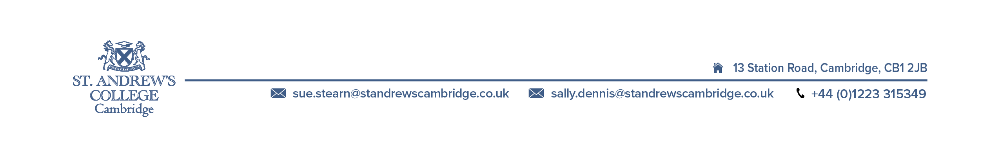 ST. ANDREW'S
COLLEGE
Cambridge
13 Station Road, Cambridge, CB1 2JB
sue.stearn@standrewscambridge.co.uk sally.dennis@standrewscambridge.co.uk +44 (0)1223 315349